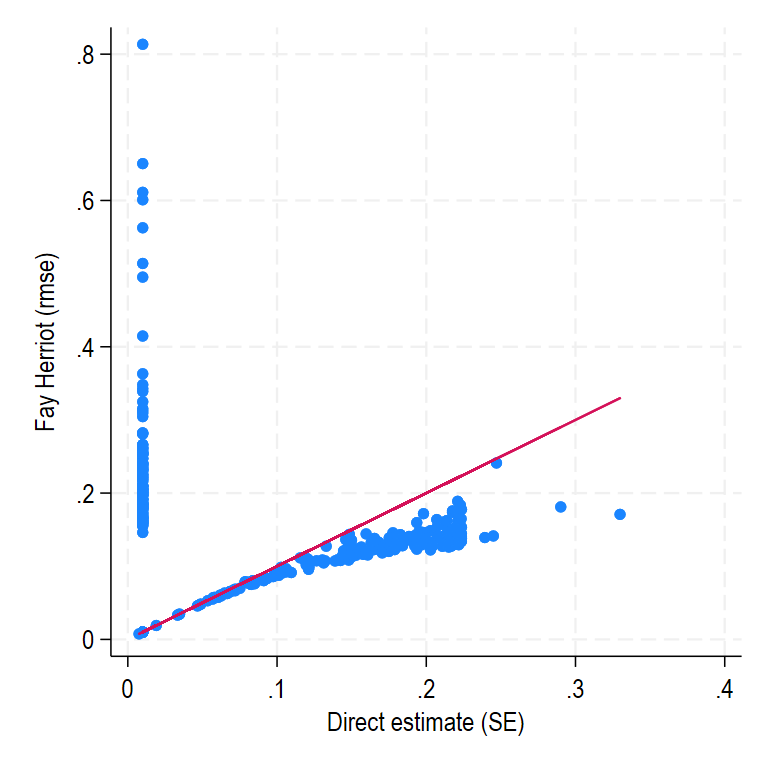 .8
.6
.4
.2
0
Fay Herriot (rmse)
0 .1 .2 .3 .4
Direct estimate (SE)